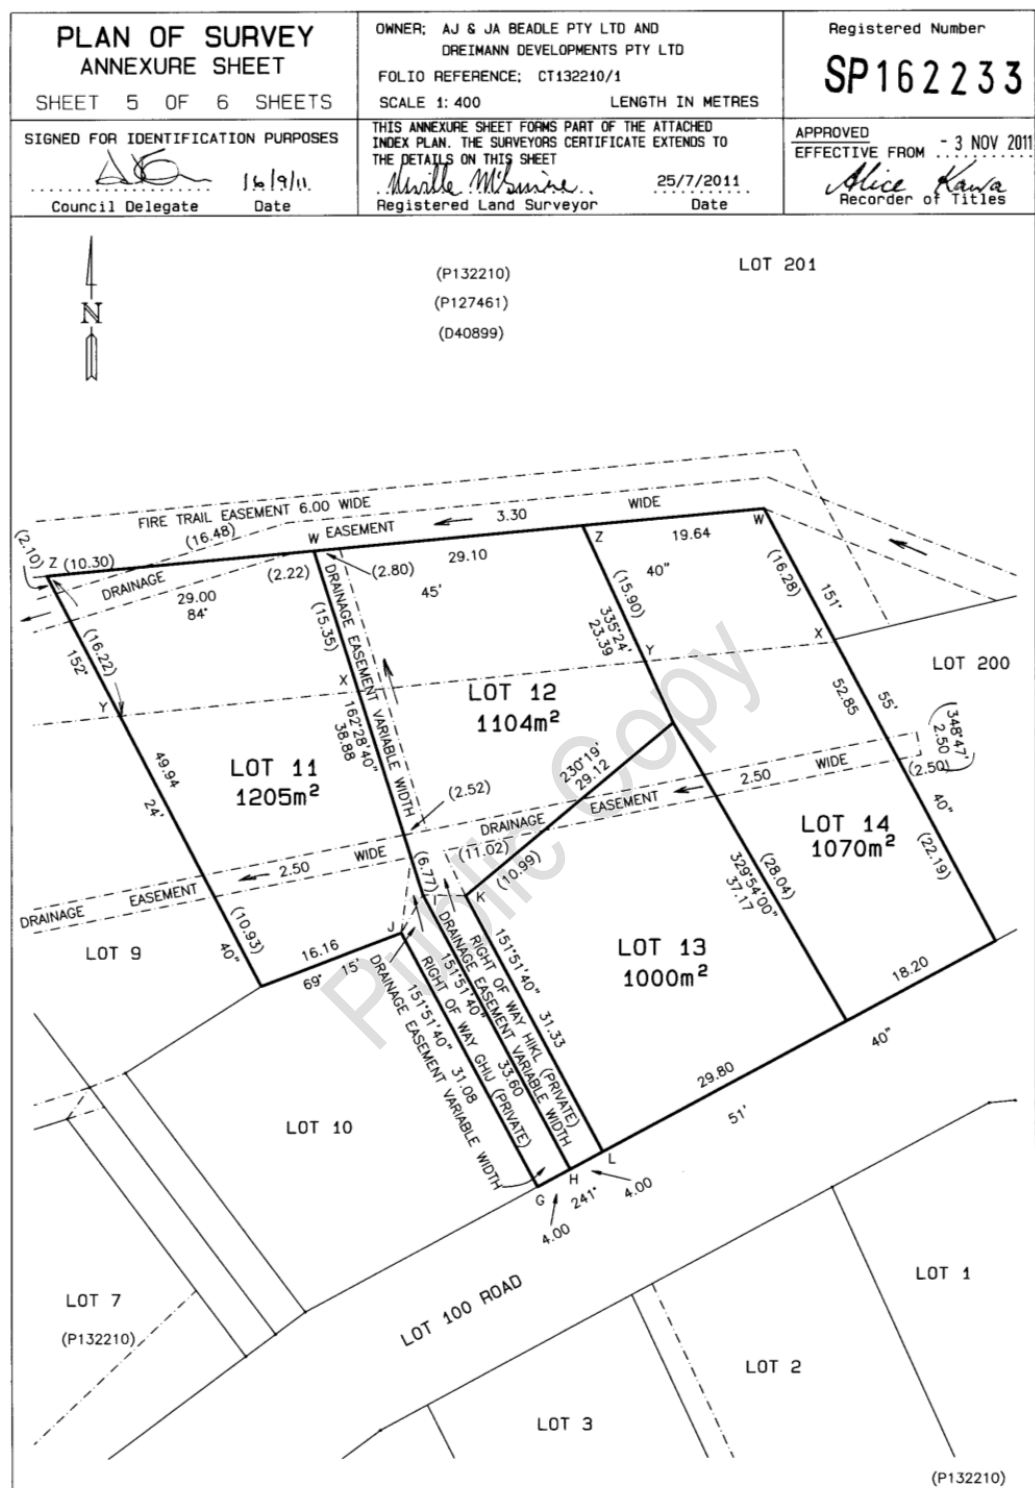 PLAN OF SURVEY
ANNEXURE SHEET
SHEET 5 OF 6 SHEETS
OWNER; AJ & JA BEADLE PTY LTD AND
DREIMANN DEVELOPMENTS PTY LTD
FOLIO REFERENCE; CT132210/1
SCALE 1: 400 LENGTH IN METRES
Registered Number
SP162233
SIGNED FOR IDENTIFICATION PURPOSES
16/9/11
Council Delegate Date
THIS ANNEXURE SHEET FORMS PART OF THE ATTACHED
INDEX PLAN. THE SURVEYORS CERTIFICATE EXTENDS TO
THE DETAILS ON THIS SHEET
25/7/2011
Registered Land Surveyor Date
APPROVED
EFFECTIVE FROM - 3 NOV 2011
Alice Kawa
Recorder of Titles
N
(P132210)
(P127461)
(D40899)
LOT 201
FIRE TRAIL EASEMENT 6.00 WIDE
(16.48)
W EASEMENT 3.30 WIDE
W
(2.10)
Z (10.30)
DRAINAGE
29.00
84°
(2.22)
(2.80)
29.10
45'
Z
19.64
40"
(15.90)
335°24'
23.39
(16.28)
151°
(15.35)
DRAINAGE EASEMENT VARIABLE WIDTH
(16.22)
152°
Y
X
Y
X
LOT 200
162°28'40"
38.88
LOT 12
1104m²
52.85
55'
348°47'
2.50
(2.50)
49.94
24'
LOT 11
1205m²
(2.52)
230°19'
29.12
2.50 WIDE
DRAINAGE EASEMENT
40"
(22.19)
LOT 14
1070m²
DRAINAGE EASEMENT 2.50 WIDE
(11.02)
(10.99)
(6.77)
K
(28.04)
329°54'00"
37.17
LOT 9
(10.93)
40"
16.16
69° 15'
J
LOT 13
1000m²
18.20
40"
DRAINAGE EASEMENT VARIABLE WIDTH
151°51'40" 31.08
RIGHT OF WAY GHIJ (PRIVATE)
151°51'40" 33.60
DRAINAGE EASEMENT VARIABLE WIDTH
RIGHT OF WAY HIKL (PRIVATE)
151°51'40" 31.33
29.80
51'
LOT 10
L
H
G
241°
4.00
4.00
LOT 100 ROAD
LOT 7
(P132210)
LOT 1
LOT 2
LOT 3
(P132210)
Public Copy